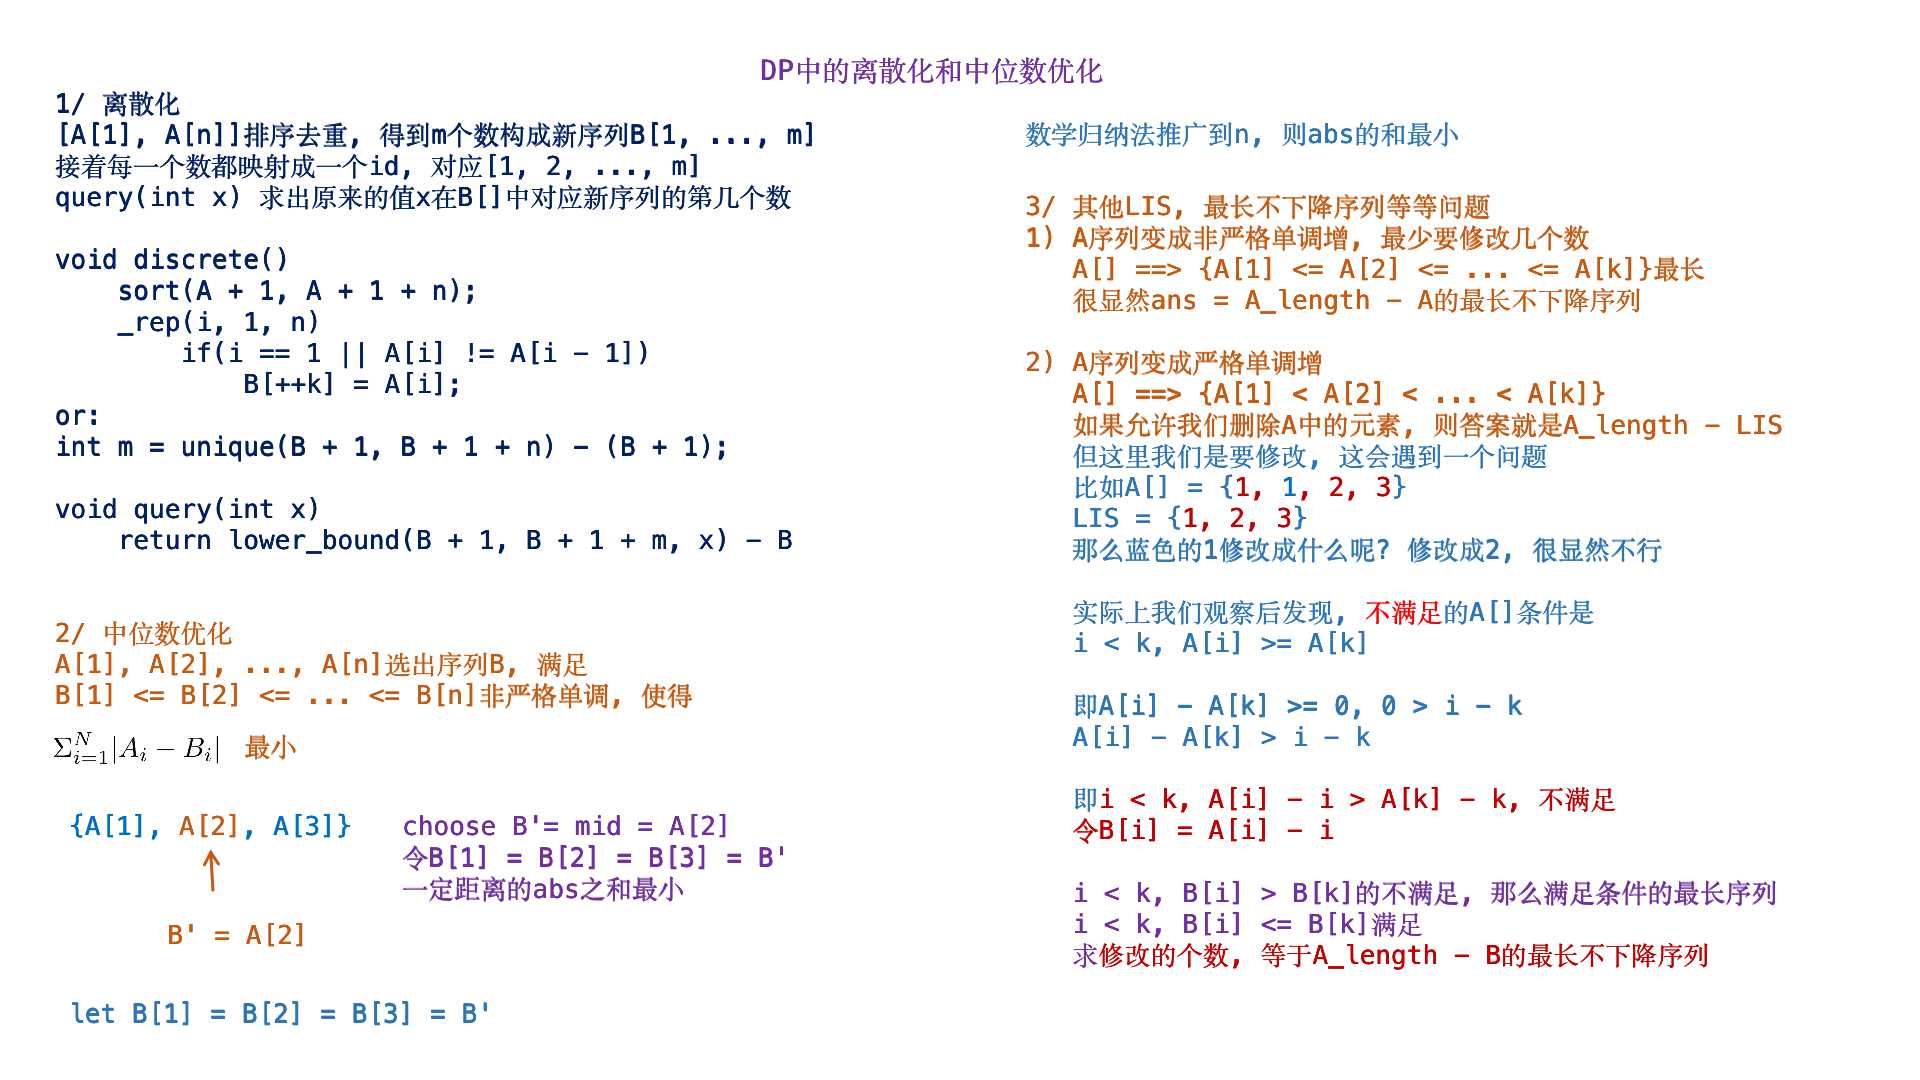 DP中的离散化和中位数优化
1/ 离散化
[A[1], A[n]]排序去重, 得到m个数构成新序列B[1, ..., m]
接着每一个数都映射成一个id, 对应[1, 2, ..., m]
query(int x) 求出原来的值x在B[]中对应新序列的第几个数
void discrete()
    sort(A + 1, A + 1 + n);
    _rep(i, 1, n)
        if(i == 1 || A[i] != A[i - 1])
            B[++k] = A[i];
or:
int m = unique(B + 1, B + 1 + n) - (B + 1);
void query(int x)
    return lower_bound(B + 1, B + 1 + m, x) - B
2/ 中位数优化
A[1], A[2], ..., A[n]选出序列B, 满足
B[1] <= B[2] <= ... <= B[n]非严格单调, 使得
$\Sigma_{i=1}^{N}|A_i - B_i|$ 最小
{A[1], A[2], A[3]}
B' = A[2]
choose B'= mid = A[2]
令B[1] = B[2] = B[3] = B'
一定距离的abs之和最小
let B[1] = B[2] = B[3] = B'
数学归纳法推广到n, 则abs的和最小
3/ 其他LIS, 最长不下降序列等等问题
1) A序列变成非严格单调增, 最少要修改几个数
A[] ==> {A[1] <= A[2] <= ... <= A[k]}最长
很显然ans = A_length - A的最长不下降序列
2) A序列变成严格单调增
A[] ==> {A[1] < A[2] < ... < A[k]}
如果允许我们删除A中的元素, 则答案就是A_length - LIS
但这里我们是要修改, 这会遇到一个问题
比如A[] = {1, 1, 2, 3}
LIS = {1, 2, 3}
那么蓝色的1修改成什么呢? 修改成2, 很显然不行
实际上我们观察后发现, 不满足的A[]条件是
i < k, A[i] >= A[k]
即A[i] - A[k] >= 0, 0 > i - k
A[i] - A[k] > i - k
即i < k, A[i] - i > A[k] - k, 不满足
令B[i] = A[i] - i
i < k, B[i] > B[k]的不满足, 那么满足条件的最长序列
i < k, B[i] <= B[k]满足
求修改的个数, 等于A_length - B的最长不下降序列